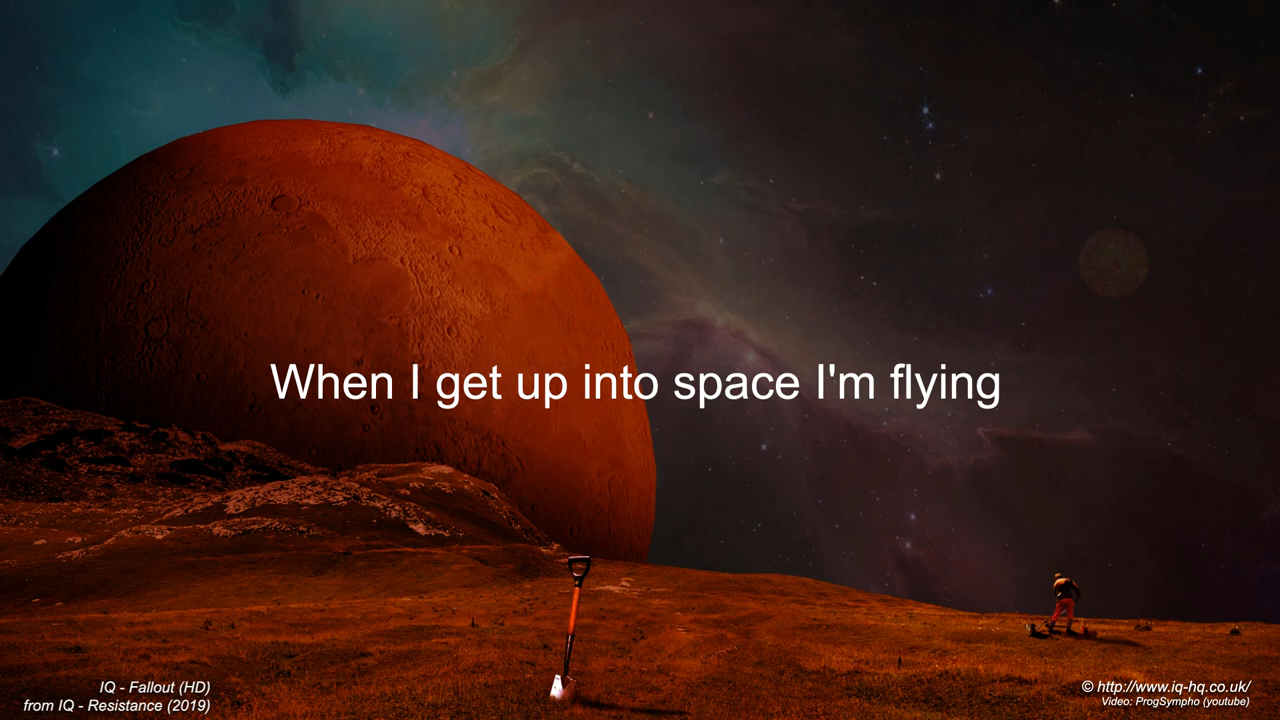 When I get up into space I'm flying
IQ - Fallout (HD)
from IQ - Resistance (2019)
© http://www.iq-hq.co.uk/
Video: ProgSympho (youtube)